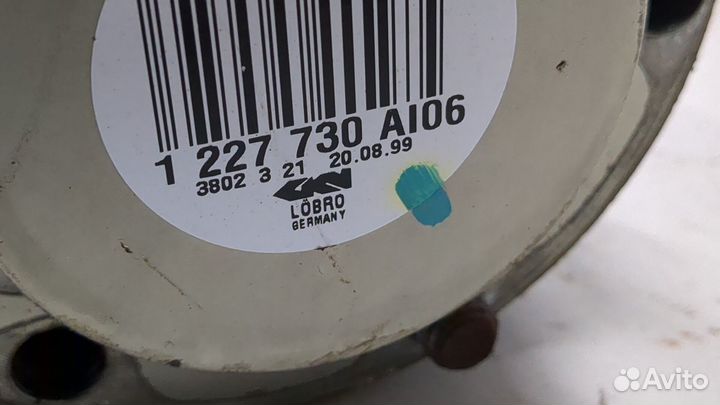 1 227 730 AI06
3802 3 21 20.08.99
GKN
LÖBRO
GERMANY
Avito